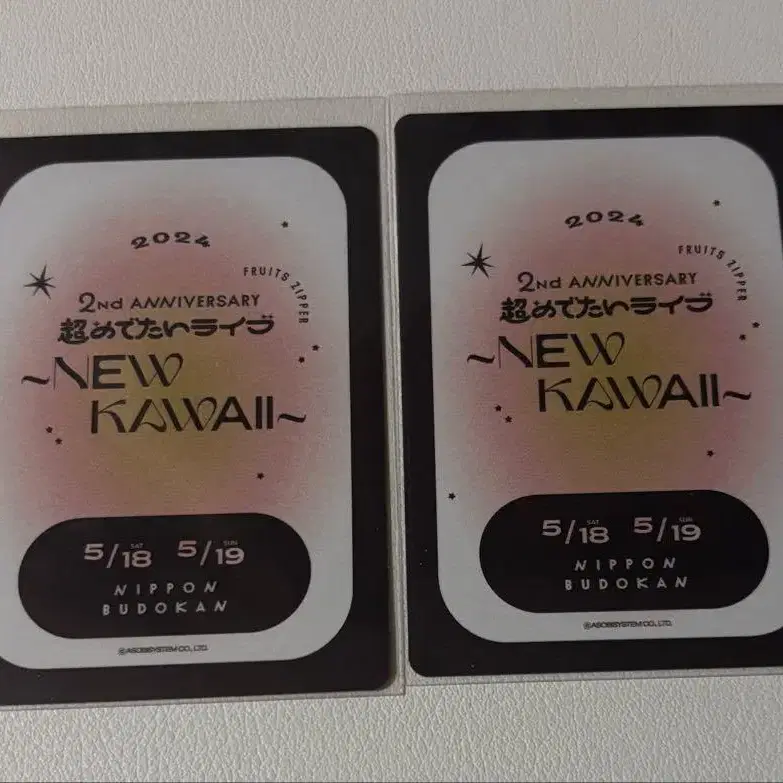 2024
FRUITS ZIPPER
2ND ANNIVERSARY
超めでたいライブ
~NEW
KAWAII~
5/18 SAT 5/19 SUN
NIPPON
BUDOKAN
©ASOBISYSTEM CO., LTD.
2024
FRUITS ZIPPER
2ND ANNIVERSARY
超めでたいライブ
~NEW
KAWAII~
5/18 SAT 5/19 SUN
NIPPON
BUDOKAN
©ASOBISYSTEM CO., LTD.